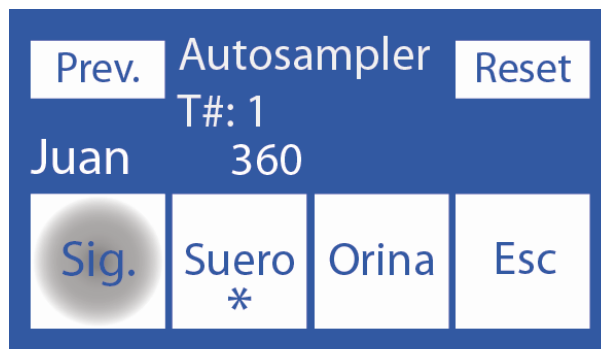 Prev. Autosampler Reset
T#: 1
Juan 360
Sig. Suero Orina Esc
*